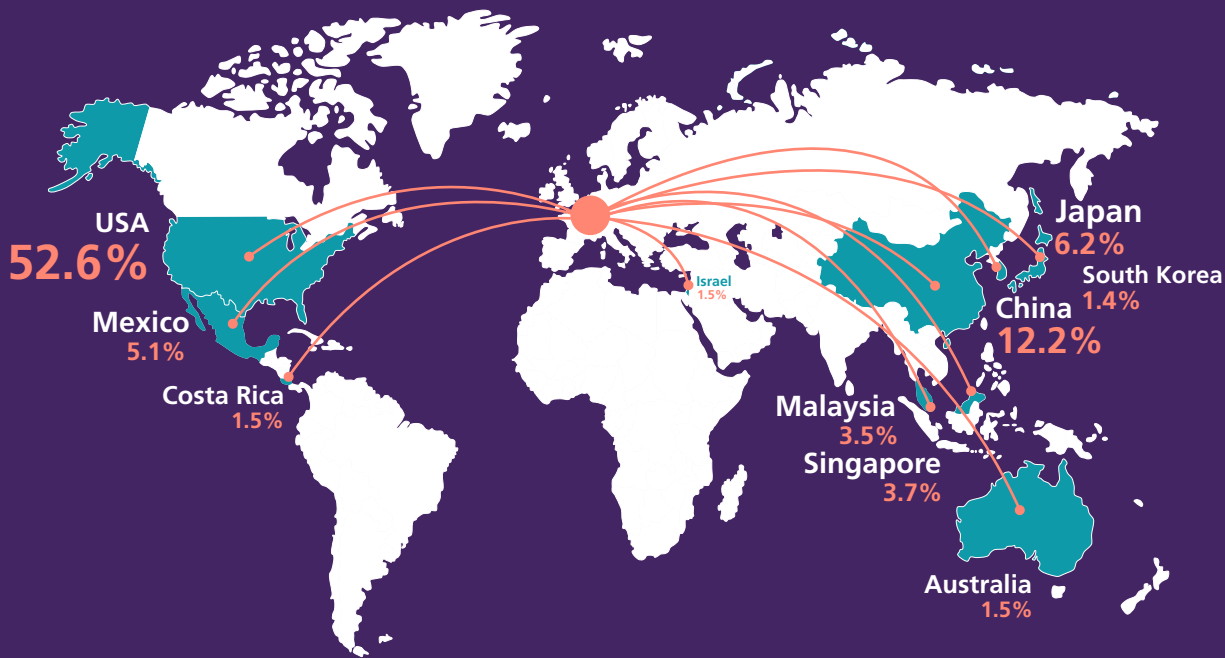 USA
52.6%
Mexico
5.1%
Costa Rica
1.5%
Israel
1.5%
Japan
6.2%
South Korea
1.4%
China
12.2%
Malaysia
3.5%
Singapore
3.7%
Australia
1.5%